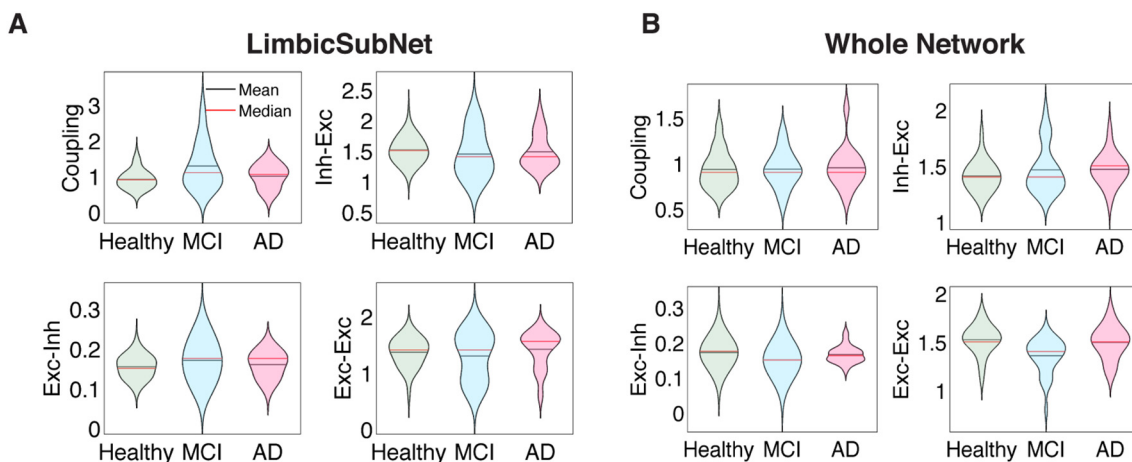 A
LimbicSubNet
Coupling
3
2
1
0
Mean
Median
Healthy MCI AD
Inh-Exc
2.5
2
1.5
1
0.5
Healthy MCI AD
Exc-Inh
0.3
0.2
0.1
0
Healthy MCI AD
Exc-Exc
2
1
0
Healthy MCI AD
B
Whole Network
Coupling
1.5
1
0.5
Healthy MCI AD
Inh-Exc
2
1.5
1
Healthy MCI AD
Exc-Inh
0.3
0.2
0.1
0
Healthy MCI AD
Exc-Exc
2
1.5
1
Healthy MCI AD